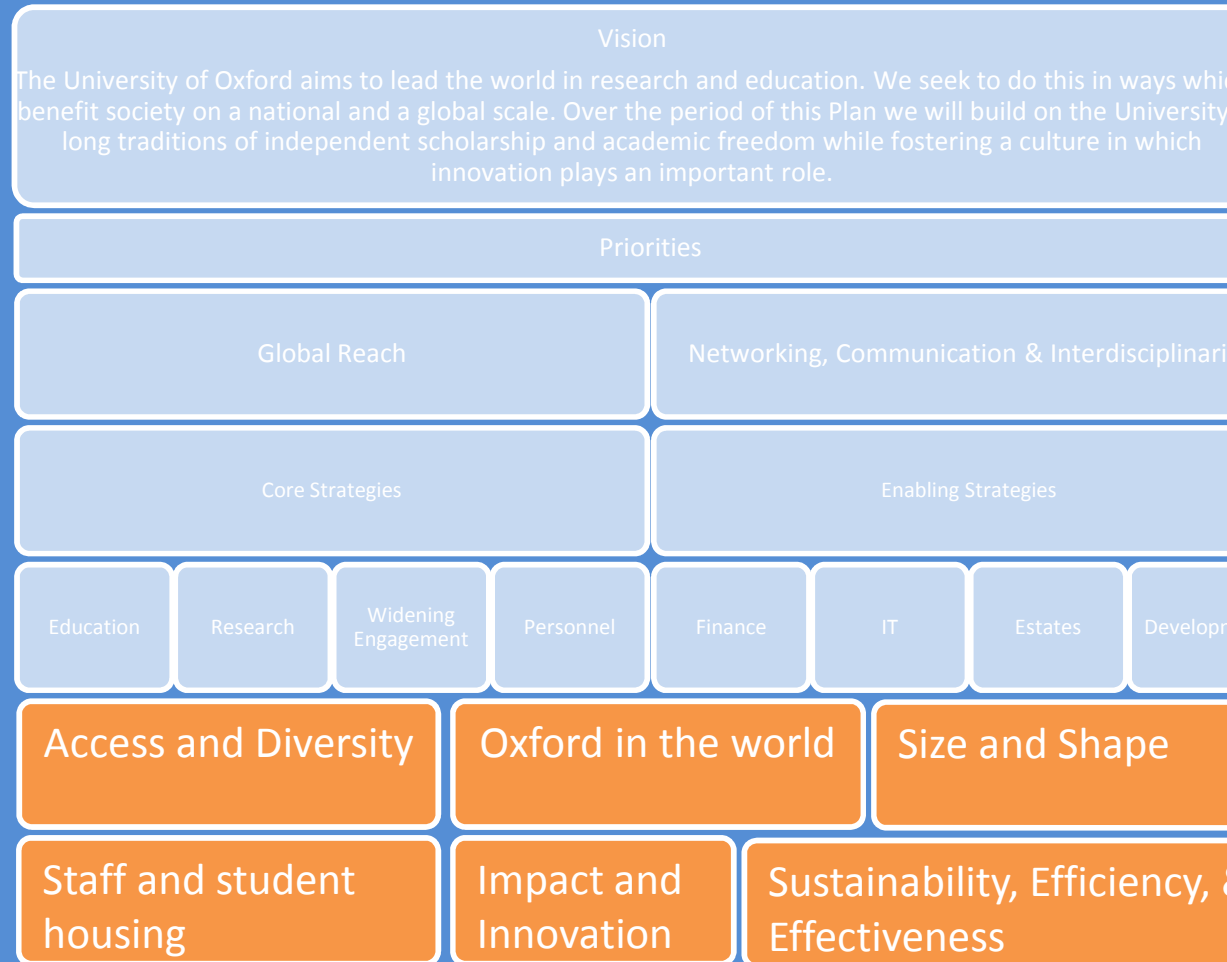 Vision
The University of Oxford aims to lead the world in research and education. We seek to do this in ways whi
benefit society on a national and a global scale. Over the period of this Plan we will build on the University
long traditions of independent scholarship and academic freedom while fostering a culture in which
innovation plays an important role.
Priorities
Global Reach
Networking, Communication & Interdisciplinari
Core Strategies
Enabling Strategies
Education
Research
Widening
Engagement
Personnel
Finance
IT
Estates
Developm
Access and Diversity
Oxford in the world
Size and Shape
Staff and student
housing
Impact and
Innovation
Sustainability, Efficiency, &
Effectiveness